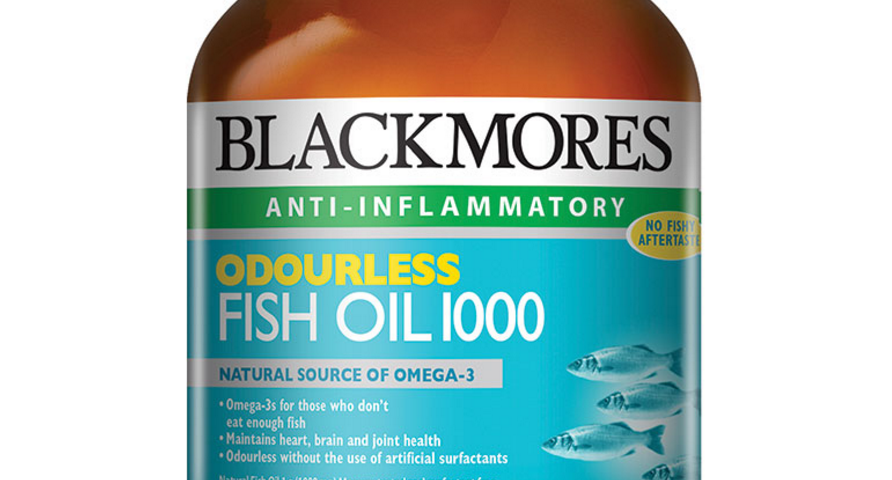 BLACKMORES
ANTI-INFLAMMATORY
NO FISHY
AFTERTASTE
ODOURLESS
FISH OIL 1000
NATURAL SOURCE OF OMEGA-3
• Omega-3s for those who don't
eat enough fish
• Maintains heart, brain and joint health
• Odourless without the use of artificial surfactants